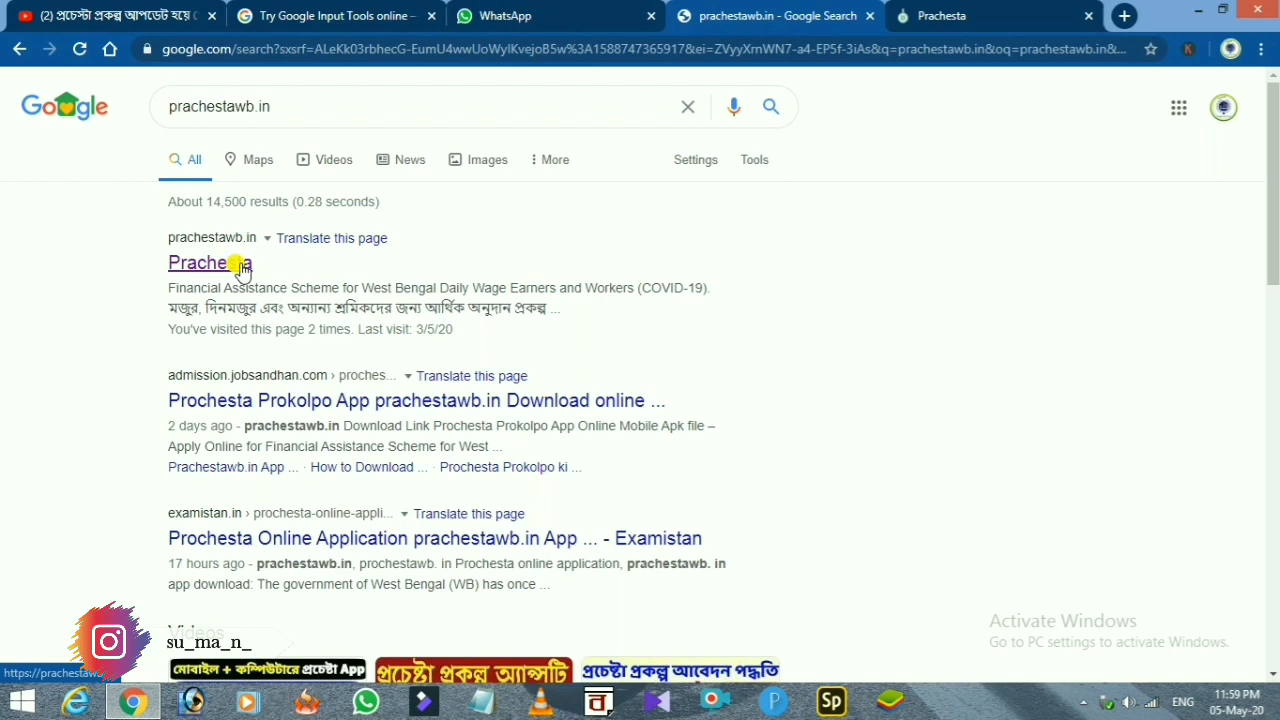 (2) প্রচেস্টা প্রকল্প আপডেট হয়ে
Try Google Input Tools online –
WhatsApp
prachestawb.in - Google Search
Prachesta
google.com/search?sxsrf=ALeKk03rbhecG-EumU4wwUoWylKvejoB5w%3A1588747365917&ei=ZVyyXrnWN7-a4-EP5f-3iAs&q=prachestawb.in&oq=prachestawb.in&...
Google
prachestawb.in
All
Maps
Videos
News
Images
More
Settings
Tools
About 14,500 results (0.28 seconds)
prachestawb.in
Translate this page
Prachesta
Financial Assistance Scheme for West Bengal Daily Wage Earners and Workers (COVID-19).
মজুর, দিনমজুর এবং অন্যান্য শ্রমিকদের জন্য আর্থিক অনুদান প্রকল্প ...
You've visited this page 2 times. Last visit: 3/5/20
admission.jobsandhan.com › proches...
Translate this page
Prochesta Prokolpo App prachestawb.in Download online ...
2 days ago - prachestawb.in Download Link Prochesta Prokolpo App Online Mobile Apk file –
Apply Online for Financial Assistance Scheme for West ...
Prachestawb.in App ... · How to Download ... · Prochesta Prokolpo ki ...
examistan.in › prochesta-online-appli...
Translate this page
Prochesta Online Application prachestawb.in App ... - Examistan
17 hours ago - prachestawb.in, prochestawb. in Prochesta online application, prachestawb. in
app download: The government of West Bengal (WB) has once ...
Videos
su_ma_n_
Activate Windows
Go to PC settings to activate Windows.
মোবাইল + কম্পিউটারে প্রচেষ্টা App
প্রচেষ্টা প্রকল্প অ্যাপ্সটি
প্রচেষ্টা প্রকল্প আবেদন পদ্ধতি
https://prachestawb
ENG
11:59 PM
05-May-20